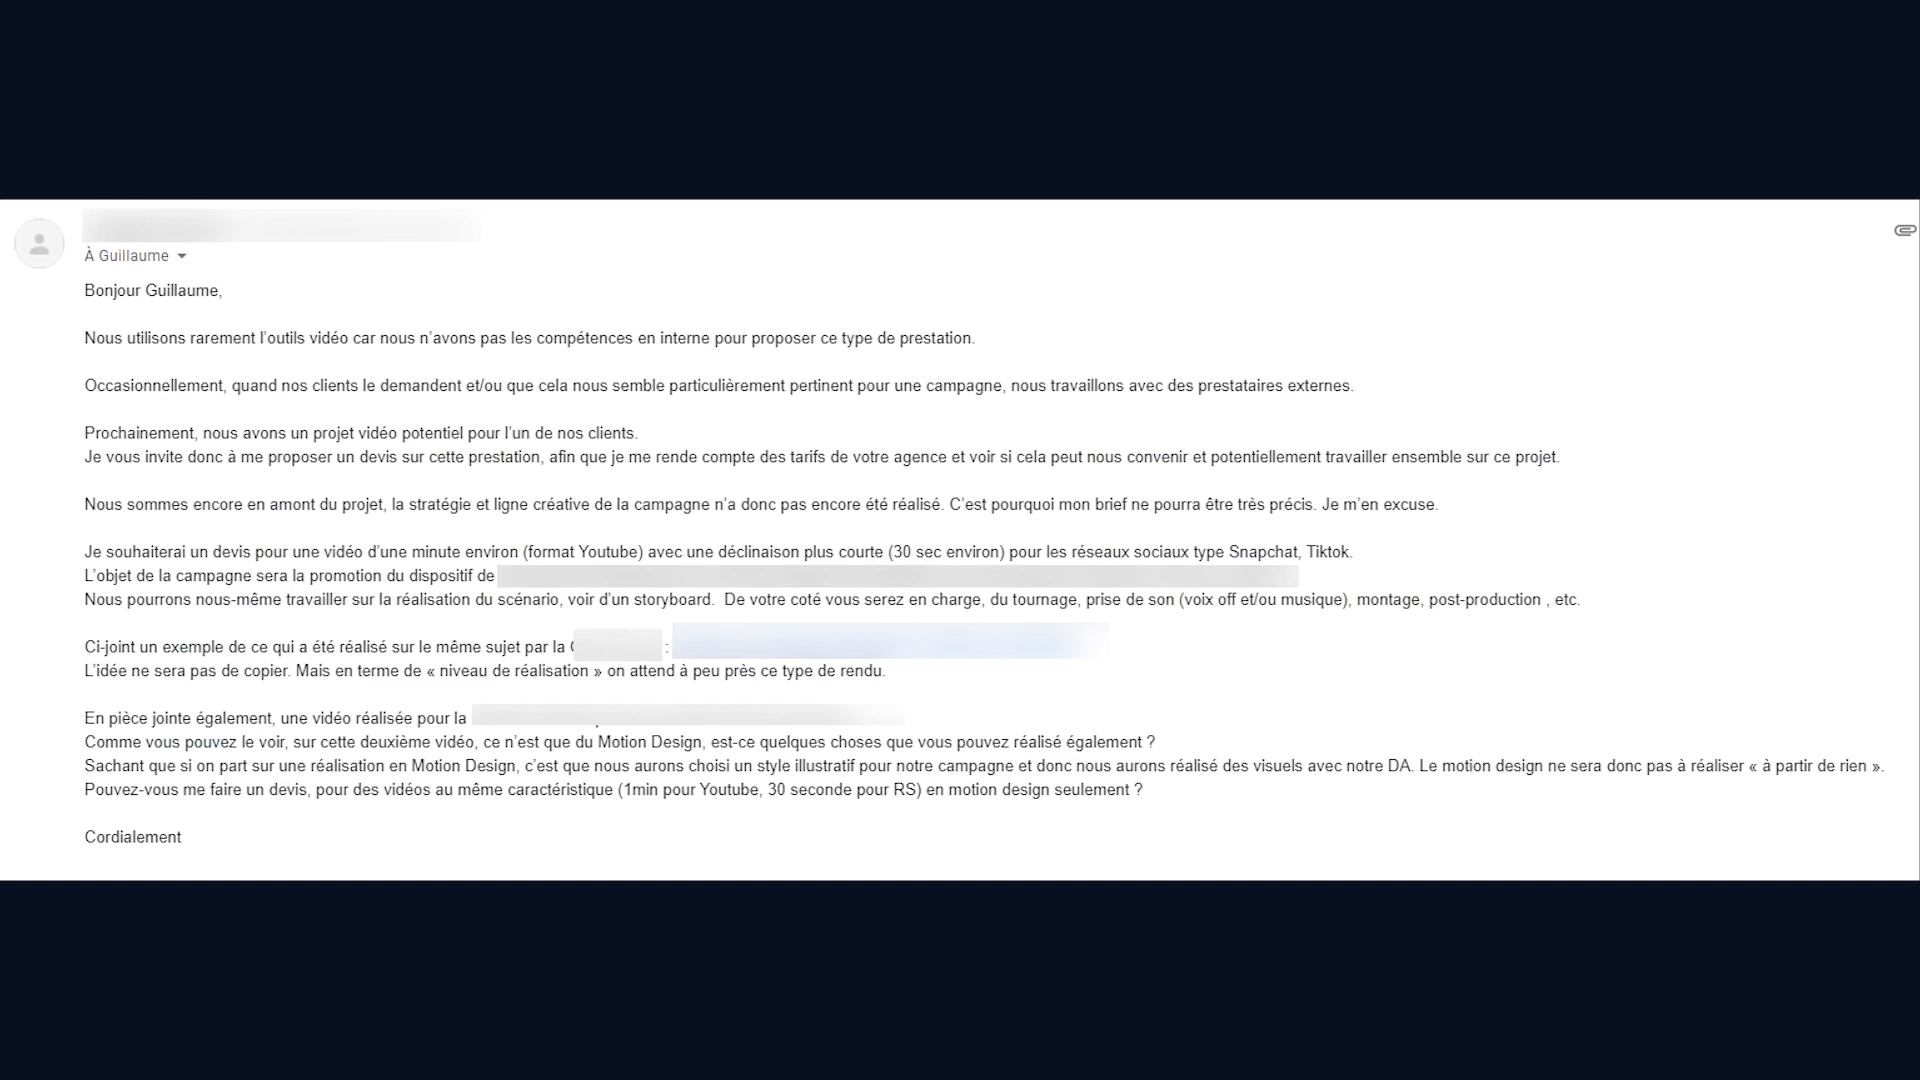 À Guillaume
Bonjour Guillaume,
Nous utilisons rarement l’outils vidéo car nous n’avons pas les compétences en interne pour proposer ce type de prestation.
Occasionnellement, quand nos clients le demandent et/ou que cela nous semble particulièrement pertinent pour une campagne, nous travaillons avec des prestataires externes.
Prochainement, nous avons un projet vidéo potentiel pour l’un de nos clients.
Je vous invite donc à me proposer un devis sur cette prestation, afin que je me rende compte des tarifs de votre agence et voir si cela peut nous convenir et potentiellement travailler ensemble sur ce projet.
Nous sommes encore en amont du projet, la stratégie et ligne créative de la campagne n’a donc pas encore été réalisé. C’est pourquoi mon brief ne pourra être très précis. Je m’en excuse.
Je souhaiterai un devis pour une vidéo d’une minute environ (format Youtube) avec une déclinaison plus courte (30 sec environ) pour les réseaux sociaux type Snapchat, Tiktok.
L’objet de la campagne sera la promotion du dispositif de
Nous pourrons nous-même travailler sur la réalisation du scénario, voir d’un storyboard.  De votre coté vous serez en charge, du tournage, prise de son (voix off et/ou musique), montage, post-production , etc.
Ci-joint un exemple de ce qui a été réalisé sur le même sujet par la :
L’idée ne sera pas de copier. Mais en terme de « niveau de réalisation » on attend à peu près ce type de rendu.
En pièce jointe également, une vidéo réalisée pour la
Comme vous pouvez le voir, sur cette deuxième vidéo, ce n’est que du Motion Design, est-ce quelques choses que vous pouvez réalisé également ?
Sachant que si on part sur une réalisation en Motion Design, c’est que nous aurons choisi un style illustratif pour notre campagne et donc nous aurons réalisé des visuels avec notre DA. Le motion design ne sera donc pas à réaliser « à partir de rien ».
Pouvez-vous me faire un devis, pour des vidéos au même caractéristique (1min pour Youtube, 30 seconde pour RS) en motion design seulement ?
Cordialement